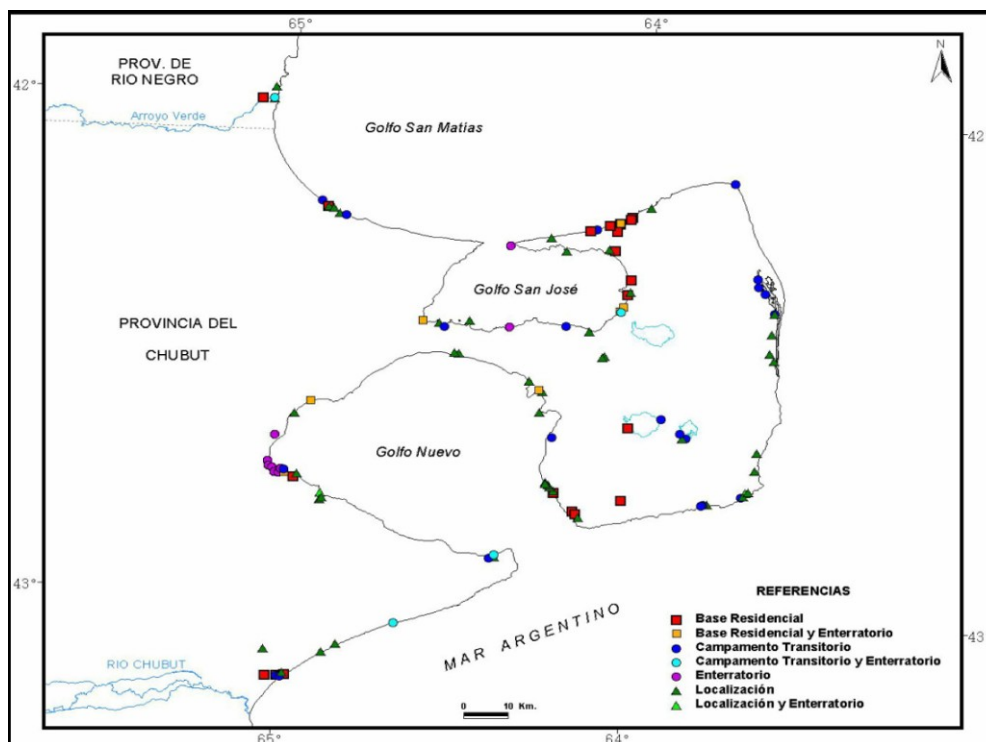 65°
64°
N
PROV. DE
RIO NEGRO
42°
Arroyo Verde
Golfo San Matias
42
Golfo San José
PROVINCIA DEL
CHUBUT
Golfo Nuevo
43°
REFERENCIAS
Base Residencial
Base Residencial y Enterratorio
Campamento Transitorio
Campamento Transitorio y Enterratorio
Enterratorio
Localización
Localización y Enterratorio
43
MAR ARGENTINO
RIO CHUBUT
0 10 Km.
65°
64°